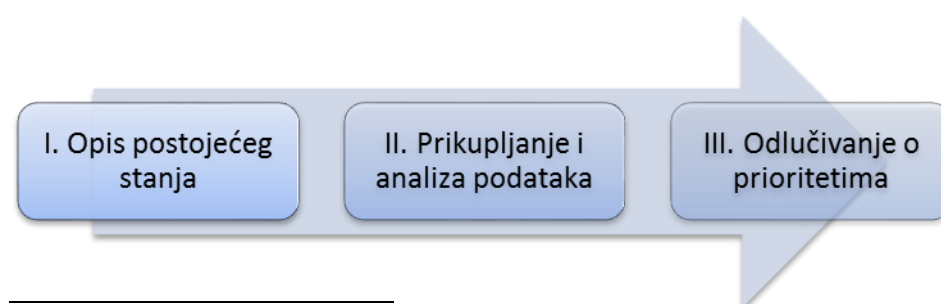 I. Opis postojećeg
stanja
II. Prikupljanje i
analiza podataka
III. Odlučivanje o
prioritetima